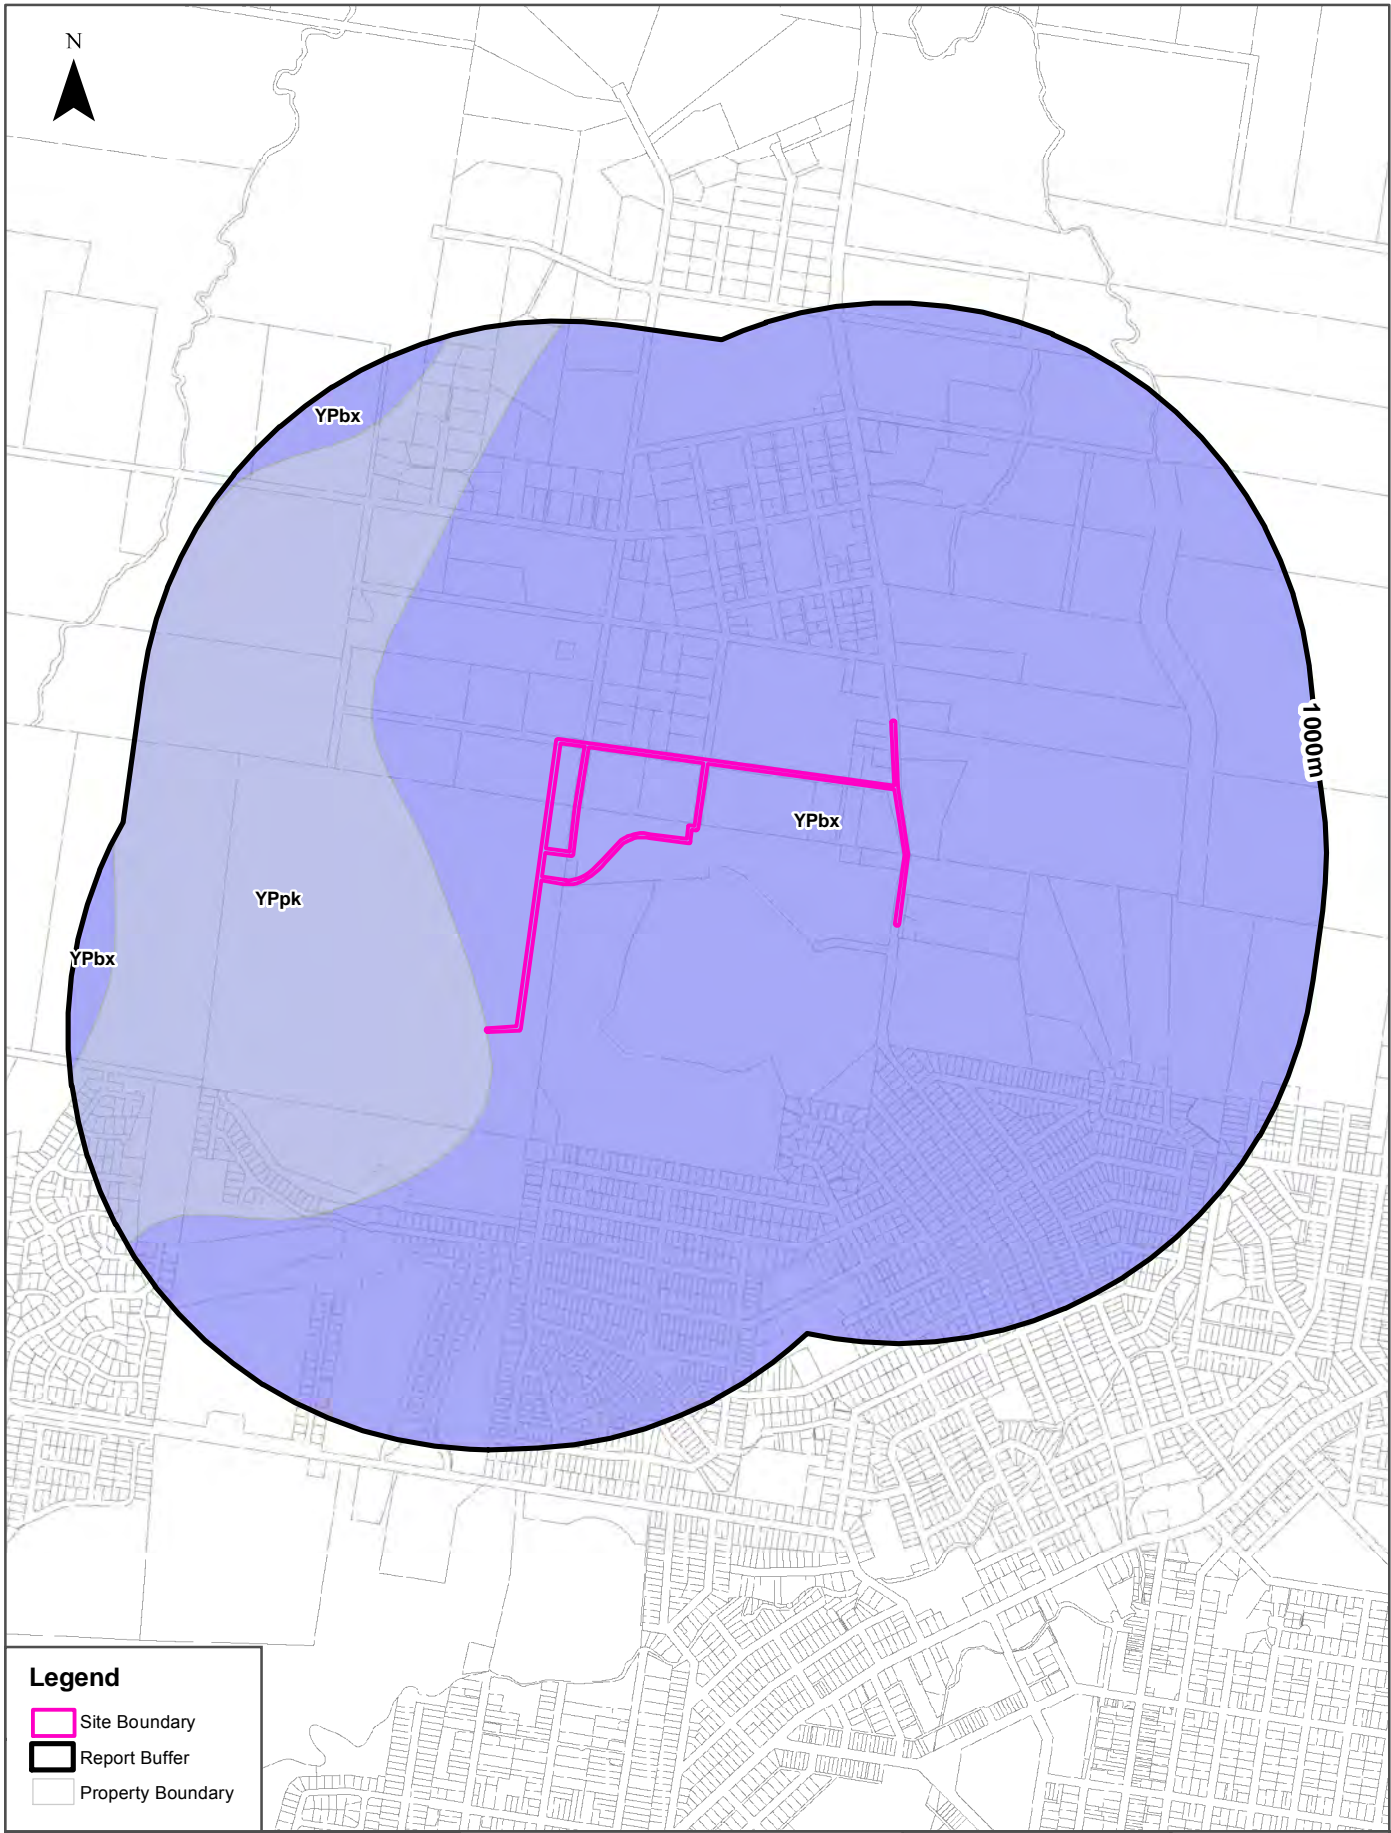 N
YPbx
1000m
YPbx
YPpk
YPbx
Legend
Site Boundary
Report Buffer
Property Boundary